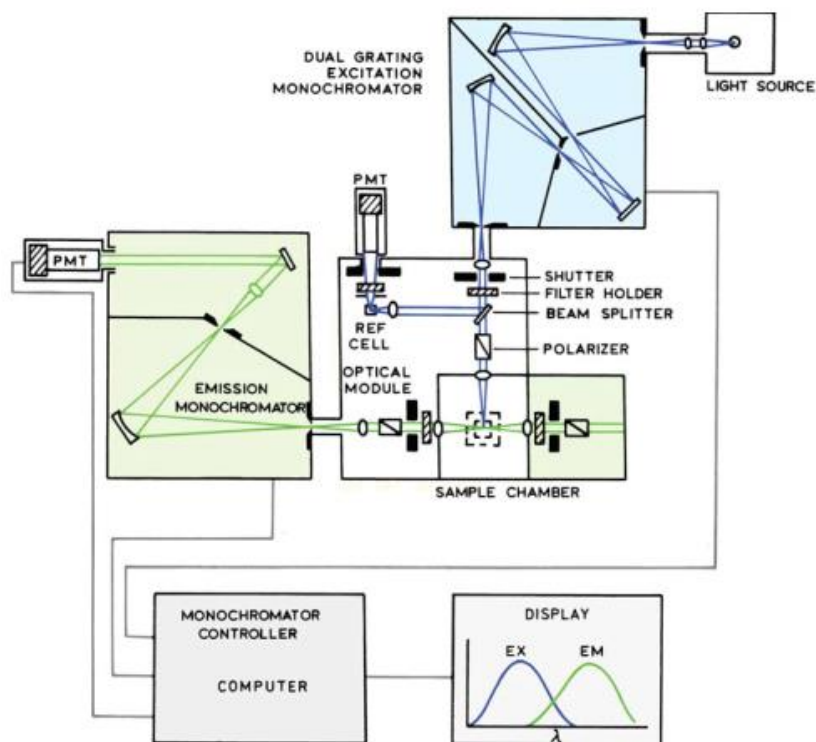 DUAL GRATING
EXCITATION
MONOCHROMATOR
LIGHT SOURCE
PMT
PMT
SHUTTER
FILTER HOLDER
BEAM SPLITTER
REF
CELL
POLARIZER
OPTICAL
MODULE
EMISSION
MONOCHROMATOR
SAMPLE CHAMBER
MONOCHROMATOR
CONTROLLER
COMPUTER
DISPLAY
EX
EM
λ